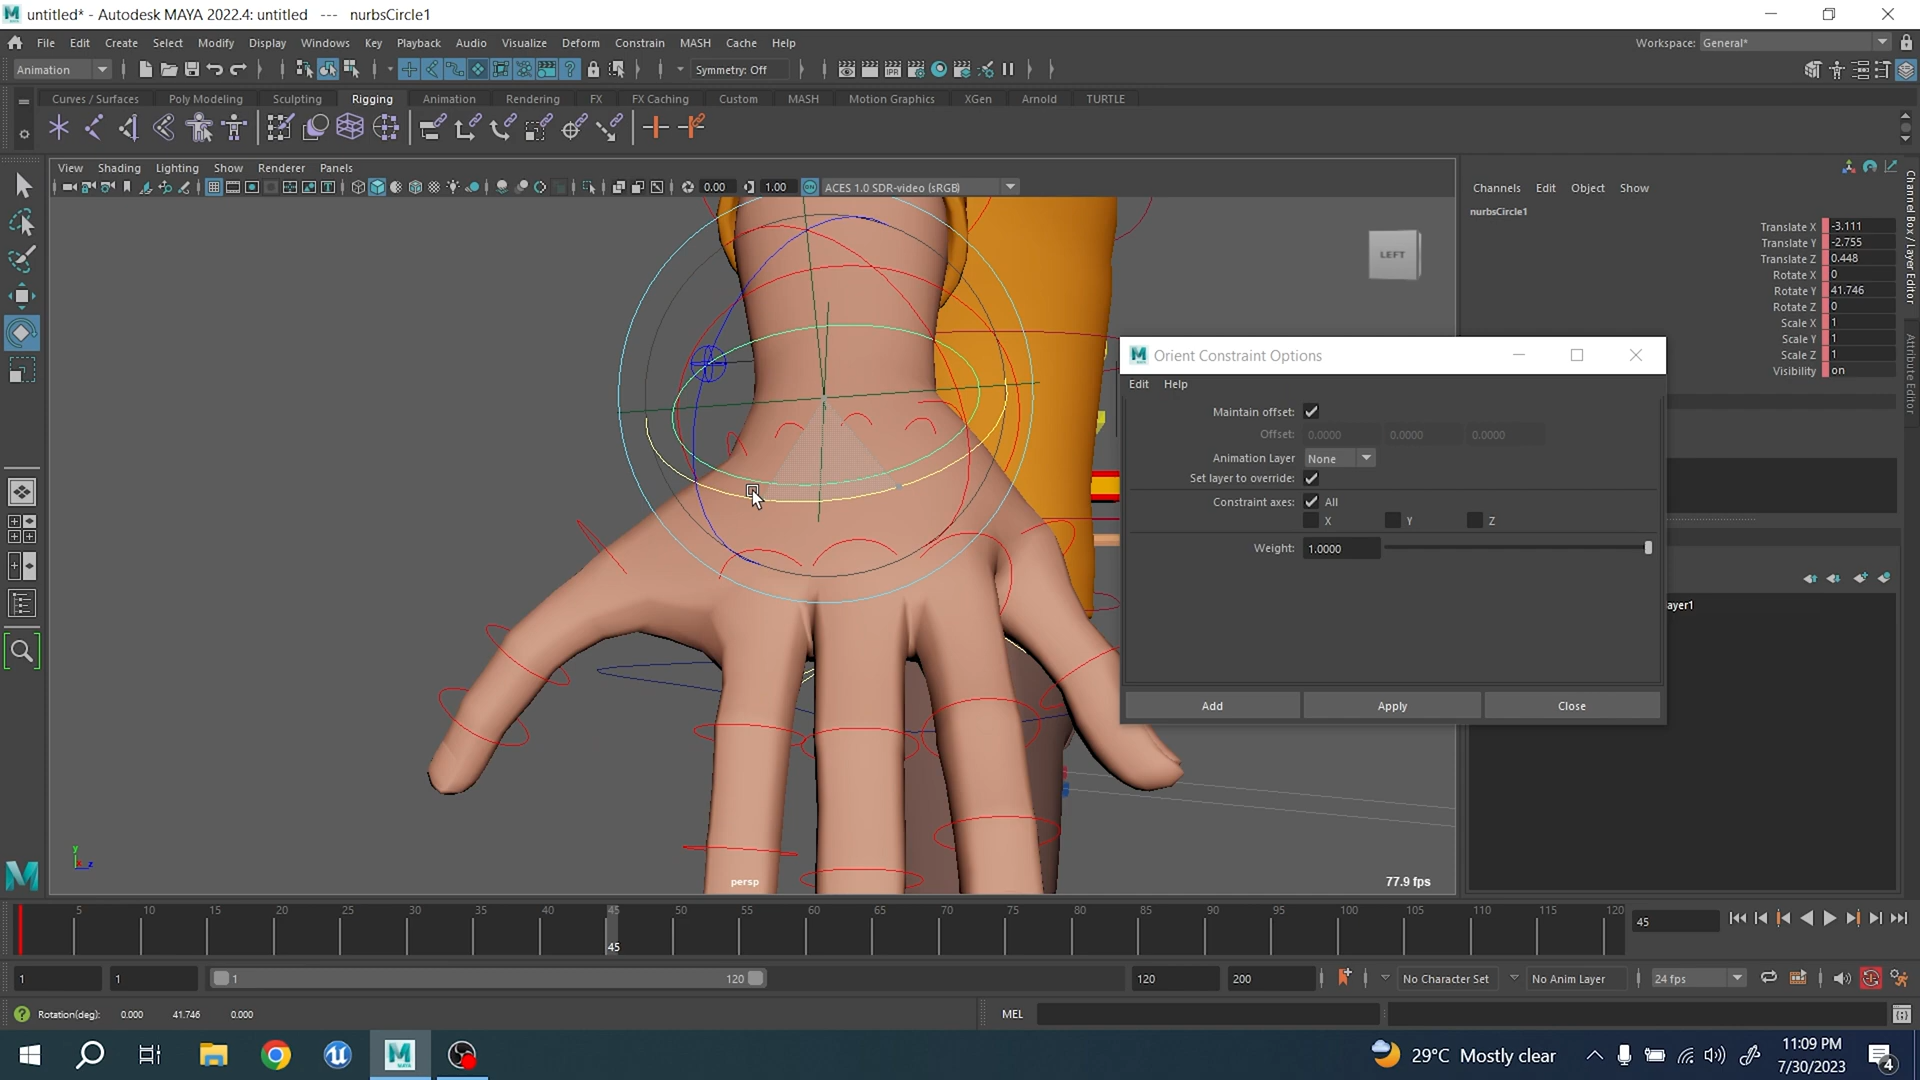 untitled* - Autodesk MAYA 2022.4: untitled --- nurbsCircle1
File Edit Create Select Modify Display Windows Key Playback Audio Visualize Deform Constrain MASH Cache Help
Workspace: General*
Animation
Symmetry: Off
IPR
Curves / Surfaces Poly Modeling Sculpting Rigging Animation Rendering FX FX Caching Custom MASH Motion Graphics XGen Arnold TURTLE
View Shading Lighting Show Renderer Panels
0.00 1.00 ACES 1.0 SDR-video (sRGB)
LEFT
Channels Edit Object Show
nurbsCircle1
Translate X -3.111
Translate Y -2.755
Translate Z 0.448
Rotate X 0
Rotate Y 41.746
Rotate Z 0
Scale X 1
Scale Y 1
Scale Z 1
Visibility on
Channel Box / Layer Editor
Attribute Editor
Orient Constraint Options
Edit Help
Maintain offset:
Offset: 0.0000 0.0000 0.0000
Animation Layer None
Set layer to override:
Constraint axes: All
X Y Z
Weight: 1.0000
Add Apply Close
ayer1
y
z
persp
77.9 fps
5 10 15 20 25 30 35 40 45 50 55 60 65 70 75 80 85 90 95 100 105 110 115 120
45
45
1 1 1 120 120 200 No Character Set No Anim Layer 24 fps
Rotation(deg): 0.000 41.746 0.000
MEL
29°C Mostly clear
11:09 PM
7/30/2023
4